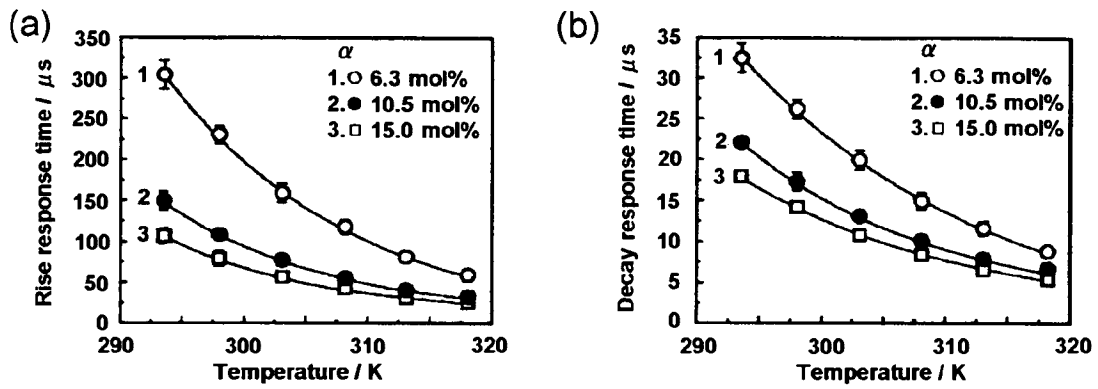 (a)
Rise response time / μs
350
300
250
200
150
100
50
0
290
300
310
320
Temperature / K
α
1. 6.3 mol%
2. 10.5 mol%
3. 15.0 mol%
1
2
3
(b)
Decay response time / μs
35
30
25
20
15
10
5
0
290
300
310
320
Temperature / K
α
1. 6.3 mol%
2. 10.5 mol%
3. 15.0 mol%
1
2
3